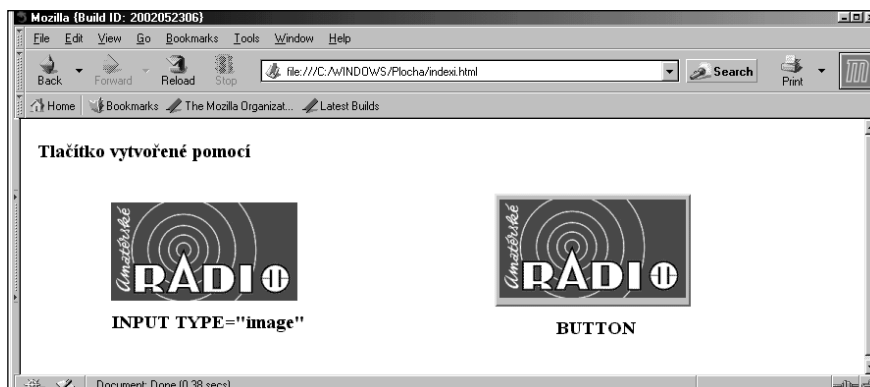 Mozilla {Build ID: 2002052306}
File Edit View Go Bookmarks Tools Window Help
Back Forward Reload Stop file:///C:/WINDOWS/Plocha/indexi.html Search Print
Home Bookmarks The Mozilla Organizat... Latest Builds
Tlačítko vytvořené pomocí
Amatérské Amatérské
RADIO RADIO
INPUT TYPE="image" BUTTON
Document: Done (0.38 secs)